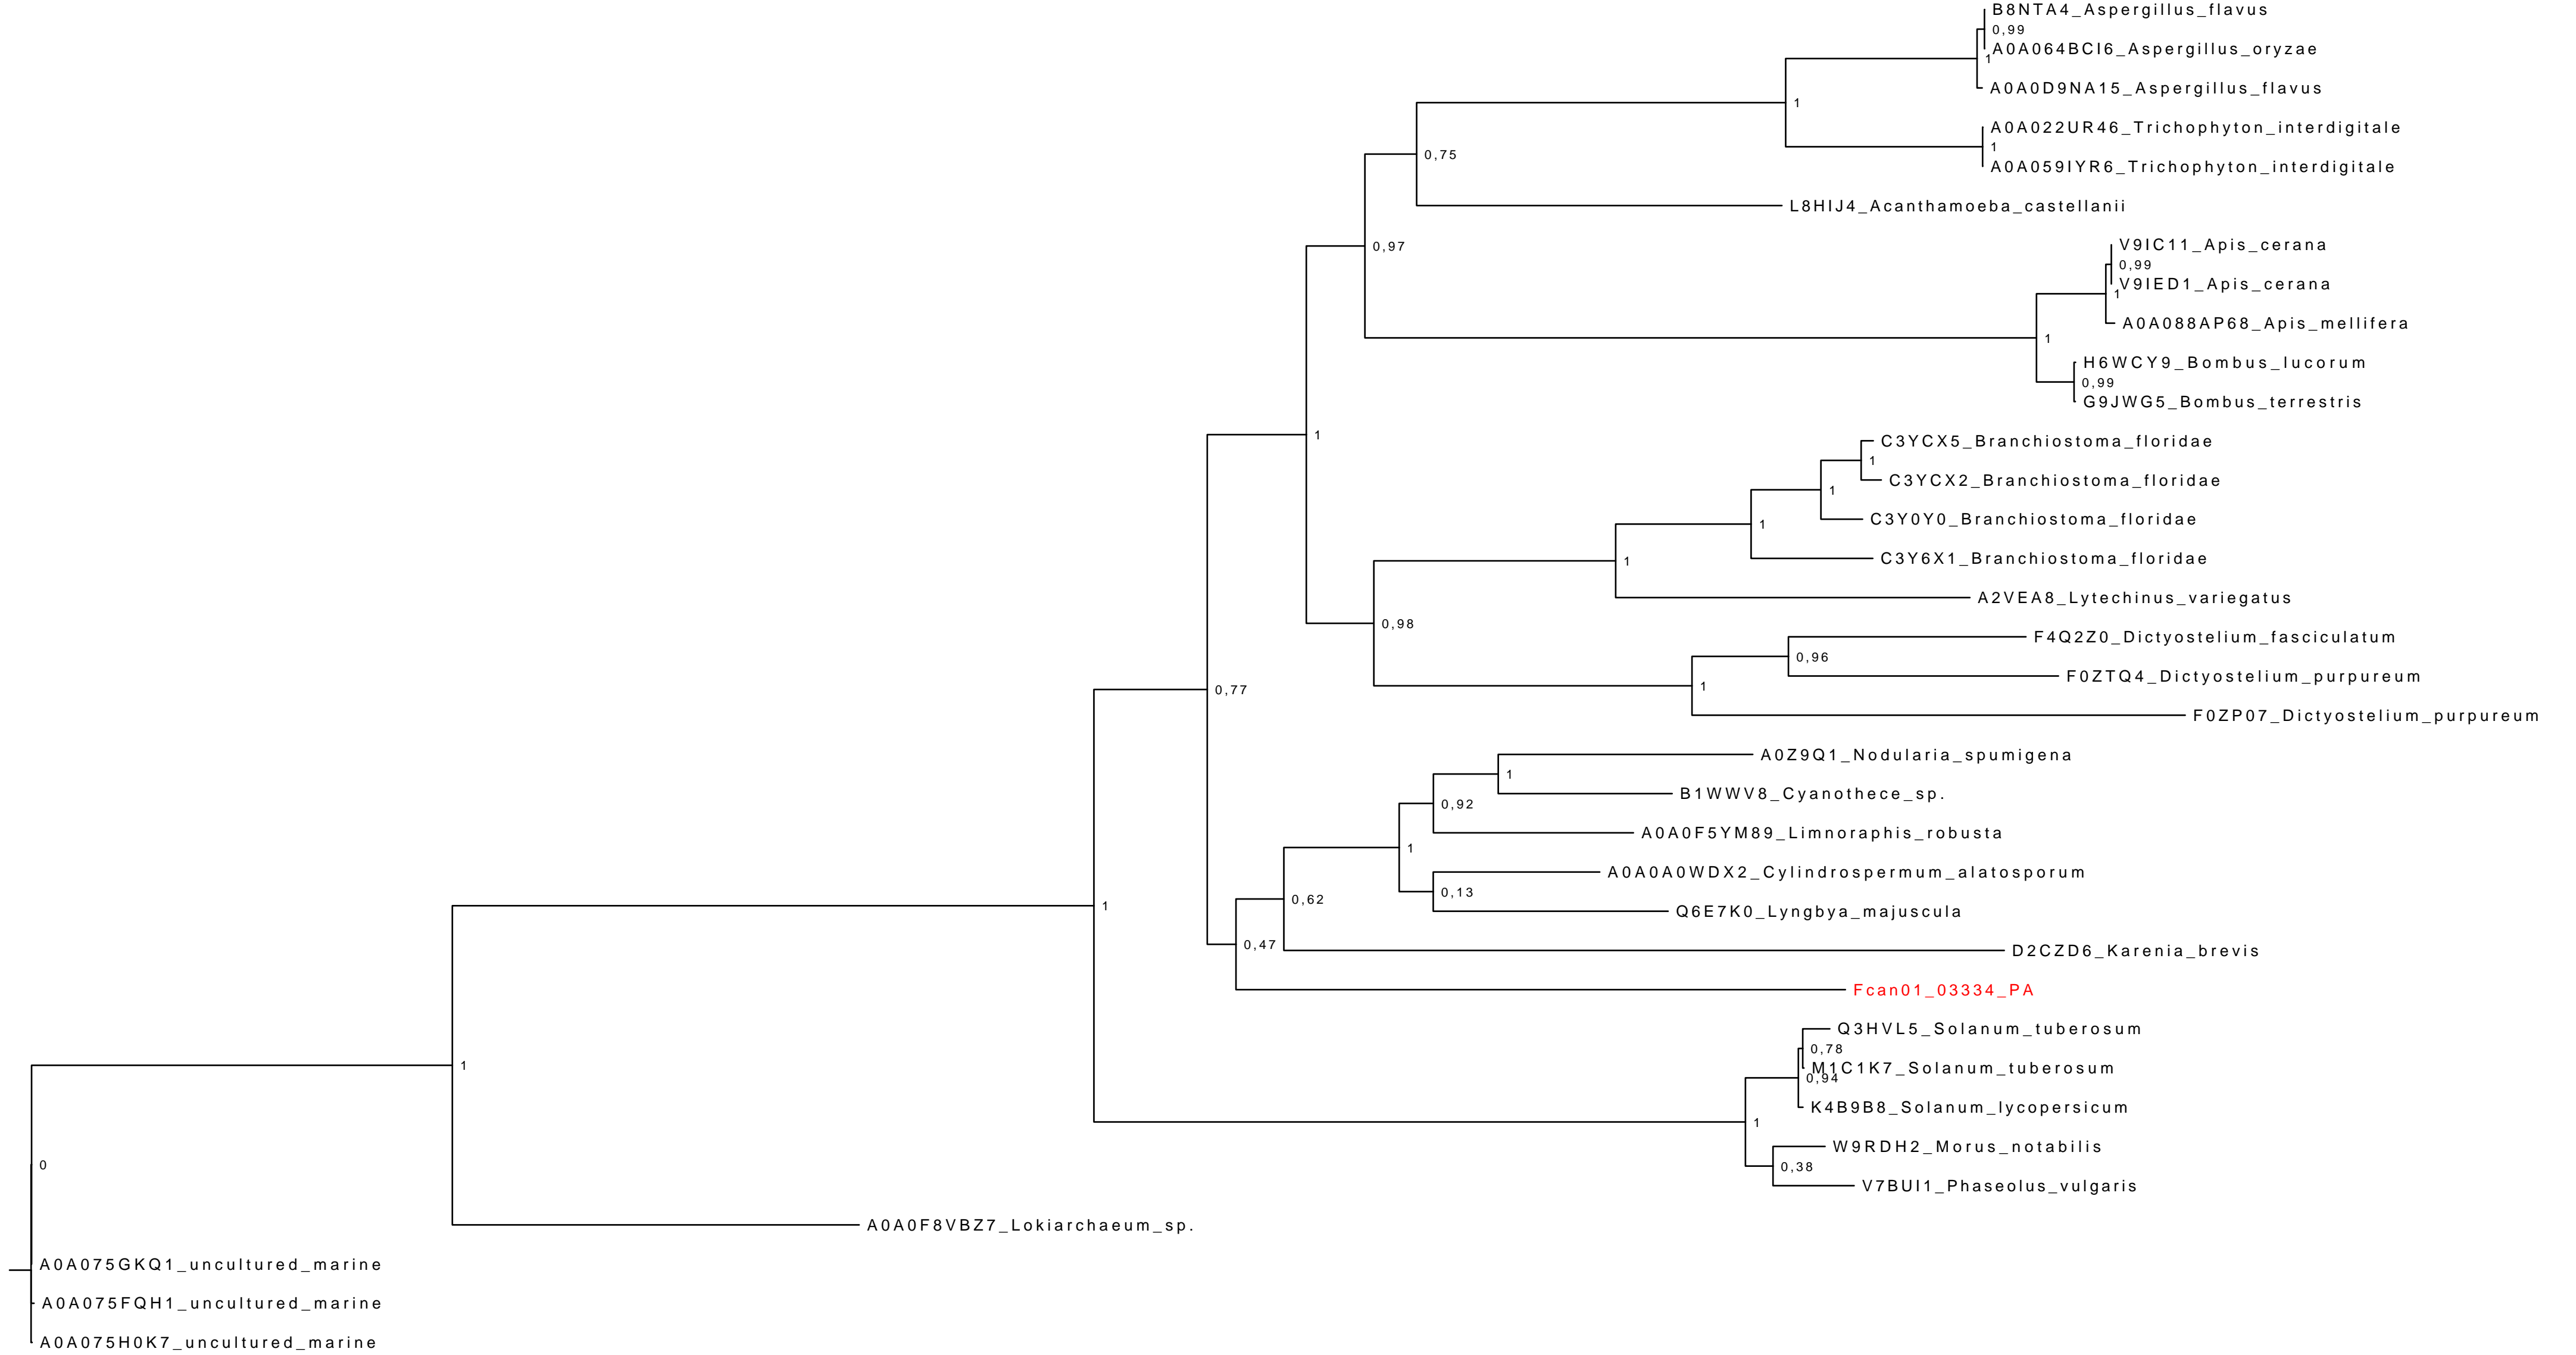 B8NTA4_Aspergillus_flavus
0,99
A0A064BCI6_Aspergillus_oryzae
1
A0A0D9NA15_Aspergillus_flavus
1
A0A022UR46_Trichophyton_interdigitale
1
A0A059IYR6_Trichophyton_interdigitale
0,75
L8HIJ4_Acanthamoeba_castellanii
0,97
V9IC11_Apis_cerana
0,99
V9IED1_Apis_cerana
1
A0A088AP68_Apis_mellifera
1
H6WCY9_Bombus_lucorum
0,99
G9JWG5_Bombus_terrestris
1
C3YCX5_Branchiostoma_floridae
1
C3YCX2_Branchiostoma_floridae
1
C3Y0Y0_Branchiostoma_floridae
1
C3Y6X1_Branchiostoma_floridae
1
A2VEA8_Lytechinus_variegatus
0,98
F4Q2Z0_Dictyostelium_fasciculatum
0,96
F0ZTQ4_Dictyostelium_purpureum
1
F0ZP07_Dictyostelium_purpureum
0,77
A0Z9Q1_Nodularia_spumigena
1
B1WWV8_Cyanothece_sp.
0,92
A0A0F5YM89_Limnoraphis_robusta
1
A0A0A0WDX2_Cylindrospermum_alatosporum
0,13
Q6E7K0_Lyngbya_majuscula
0,62
1
0,47
D2CZD6_Karenia_brevis
Fcan01_03334_PA
Q3HVL5_Solanum_tuberosum
0,78
M1C1K7_Solanum_tuberosum
0,94
1
K4B9B8_Solanum_lycopersicum
1
W9RDH2_Morus_notabilis
0,38
0
V7BUI1_Phaseolus_vulgaris
A0A0F8VBZ7_Lokiarchaeum_sp.
A0A075GKQ1_uncultured_marine
A0A075FQH1_uncultured_marine
A0A075H0K7_uncultured_marine